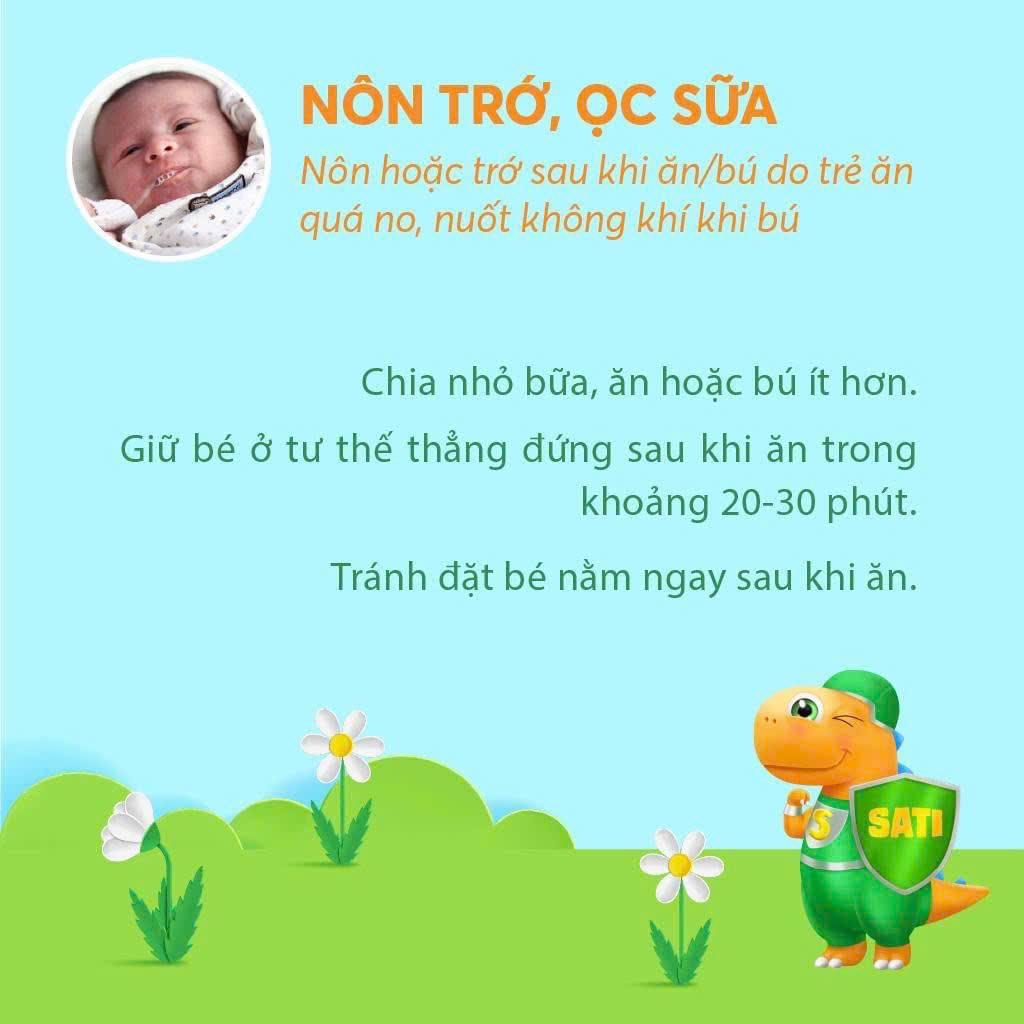 NÔN TRỚ, ỌC SỮA
Nôn hoặc trớ sau khi ăn/bú do trẻ ăn
quá no, nuốt không khí khi bú
Chia nhỏ bữa, ăn hoặc bú ít hơn.
Giữ bé ở tư thế thẳng đứng sau khi ăn trong
khoảng 20-30 phút.
Tránh đặt bé nằm ngay sau khi ăn.
S
SATI